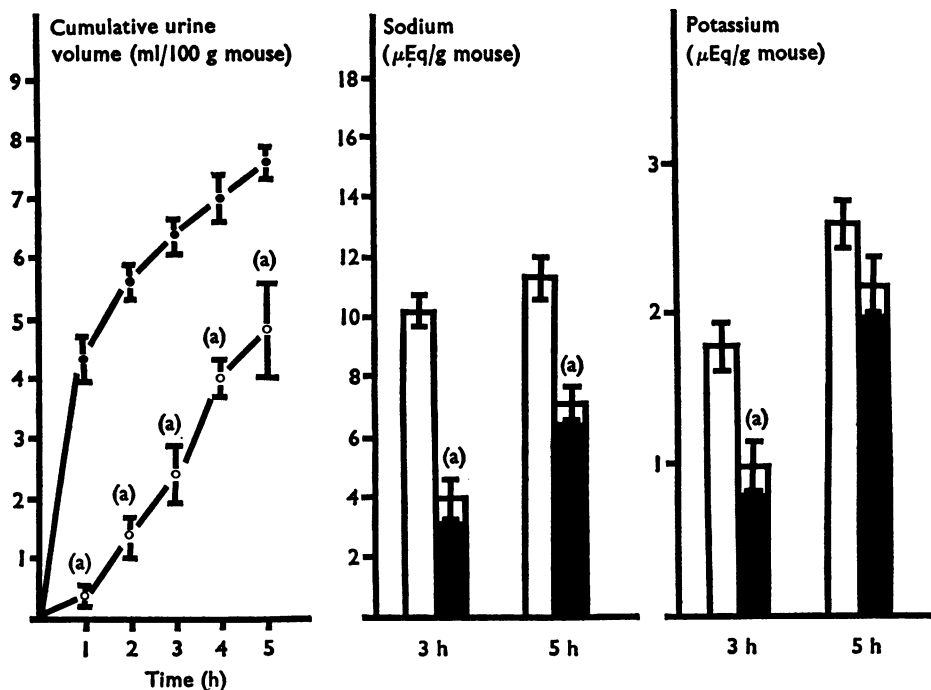 Cumulative urine
volume (ml/100 g mouse)
9
8
7
6
5
4
3
2
1
(a)
(a)
(a)
(a)
(a)
1
2
3
4
5
Time (h)
Sodium
(μEq/g mouse)
18
16
14
12
10
8
6
4
2
(a)
(a)
3 h
5 h
Potassium
(μEq/g mouse)
3
2
1
(a)
3 h
5 h